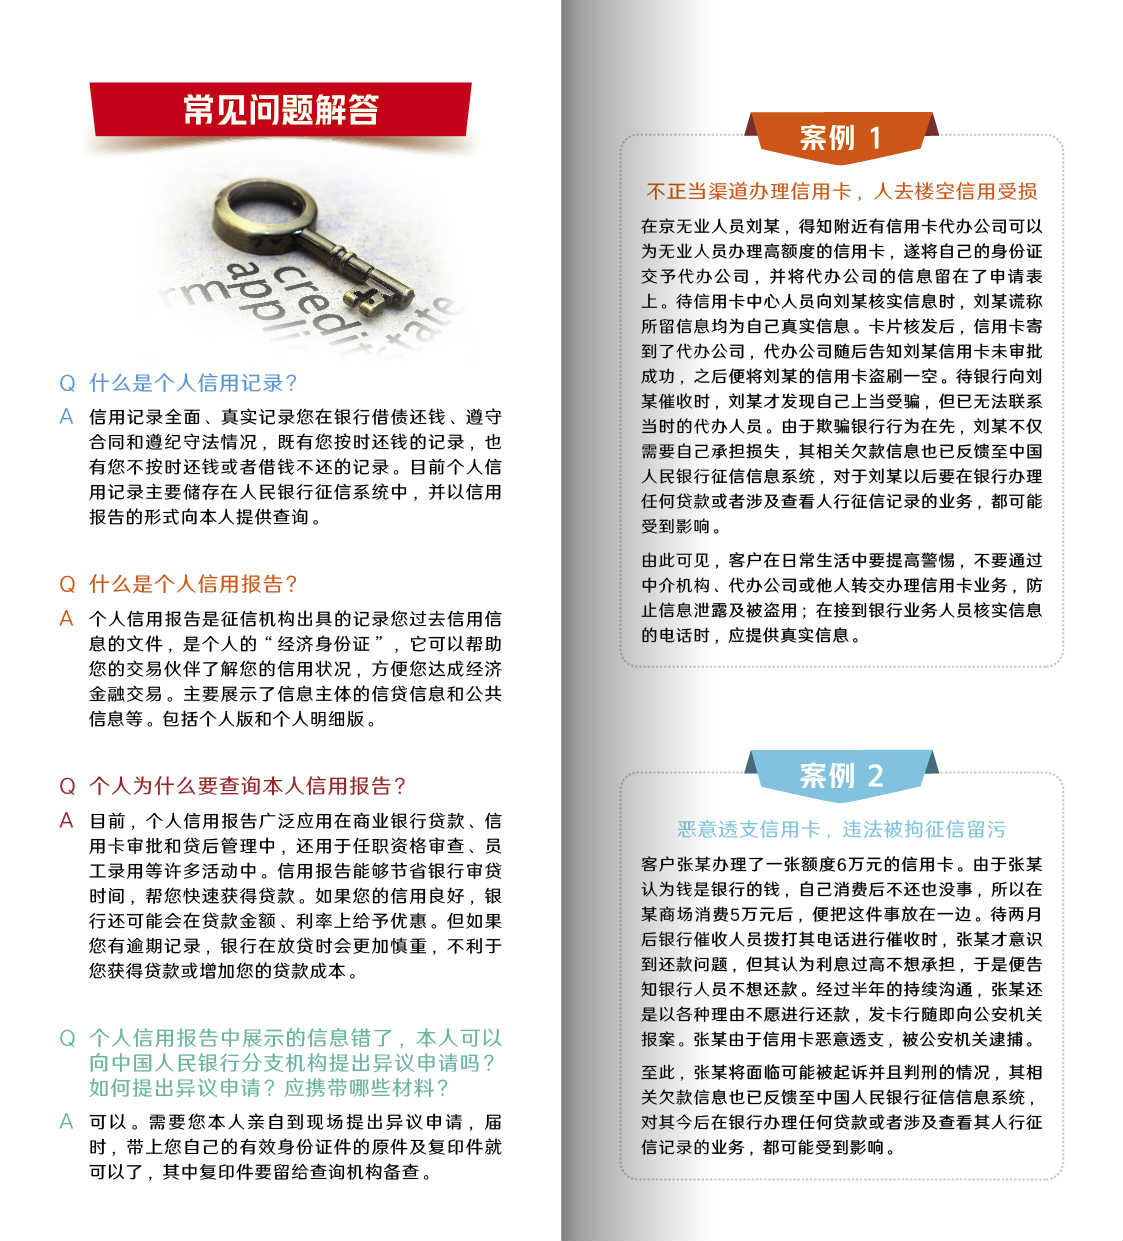 常见问题解答
rm
appli
credit
state
Q 什么是个人信用记录？
A 信用记录全面、真实记录您在银行借债还钱、遵守
合同和遵纪守法情况，既有您按时还钱的记录，也
有您不按时还钱或者借钱不还的记录。目前个人信
用记录主要储存在人民银行征信系统中，并以信用
报告的形式向本人提供查询。
Q 什么是个人信用报告？
A 个人信用报告是征信机构出具的记录您过去信用信
息的文件，是个人的“经济身份证”，它可以帮助
您的交易伙伴了解您的信用状况，方便您达成经济
金融交易。主要展示了信息主体的信贷信息和公共
信息等。包括个人版和个人明细版。
Q 个人为什么要查询本人信用报告？
A 目前，个人信用报告广泛应用在商业银行贷款、信
用卡审批和贷后管理中，还用于任职资格审查、员
工录用等许多活动中。信用报告能够节省银行审贷
时间，帮您快速获得贷款。如果您的信用良好，银
行还可能会在贷款金额、利率上给予优惠。但如果
您有逾期记录，银行在放贷时会更加慎重，不利于
您获得贷款或增加您的贷款成本。
Q 个人信用报告中展示的信息错了，本人可以
向中国人民银行分支机构提出异议申请吗？
如何提出异议申请？应携带哪些材料？
A 可以。需要您本人亲自到现场提出异议申请，届
时，带上您自己的有效身份证件的原件及复印件就
可以了，其中复印件要留给查询机构备查。
案例 1
不正当渠道办理信用卡，人去楼空信用受损
在京无业人员刘某，得知附近有信用卡代办公司可以
为无业人员办理高额度的信用卡，遂将自己的身份证
交予代办公司，并将代办公司的信息留在了申请表
上。待信用卡中心人员向刘某核实信息时，刘某谎称
所留信息均为自己真实信息。卡片核发后，信用卡寄
到了代办公司，代办公司随后告知刘某信用卡未审批
成功，之后便将刘某的信用卡盗刷一空。待银行向刘
某催收时，刘某才发现自己上当受骗，但已无法联系
当时的代办人员。由于欺骗银行行为在先，刘某不仅
需要自己承担损失，其相关欠款信息也已反馈至中国
人民银行征信信息系统，对于刘某以后要在银行办理
任何贷款或者涉及查看人行征信记录的业务，都可能
受到影响。
由此可见，客户在日常生活中要提高警惕，不要通过
中介机构、代办公司或他人转交办理信用卡业务，防
止信息泄露及被盗用；在接到银行业务人员核实信息
的电话时，应提供真实信息。
案例 2
恶意透支信用卡，违法被拘征信留污
客户张某办理了一张额度6万元的信用卡。由于张某
认为钱是银行的钱，自己消费后不还也没事，所以在
某商场消费5万元后，便把这件事放在一边。待两月
后银行催收人员拨打其电话进行催收时，张某才意识
到还款问题，但其认为利息过高不想承担，于是便告
知银行人员不想还款。经过半年的持续沟通，张某还
是以各种理由不愿进行还款，发卡行随即向公安机关
报案。张某由于信用卡恶意透支，被公安机关逮捕。
至此，张某将面临可能被起诉并且判刑的情况，其相
关欠款信息也已反馈至中国人民银行征信信息系统，
对其今后在银行办理任何贷款或者涉及查看其人行征
信记录的业务，都可能受到影响。